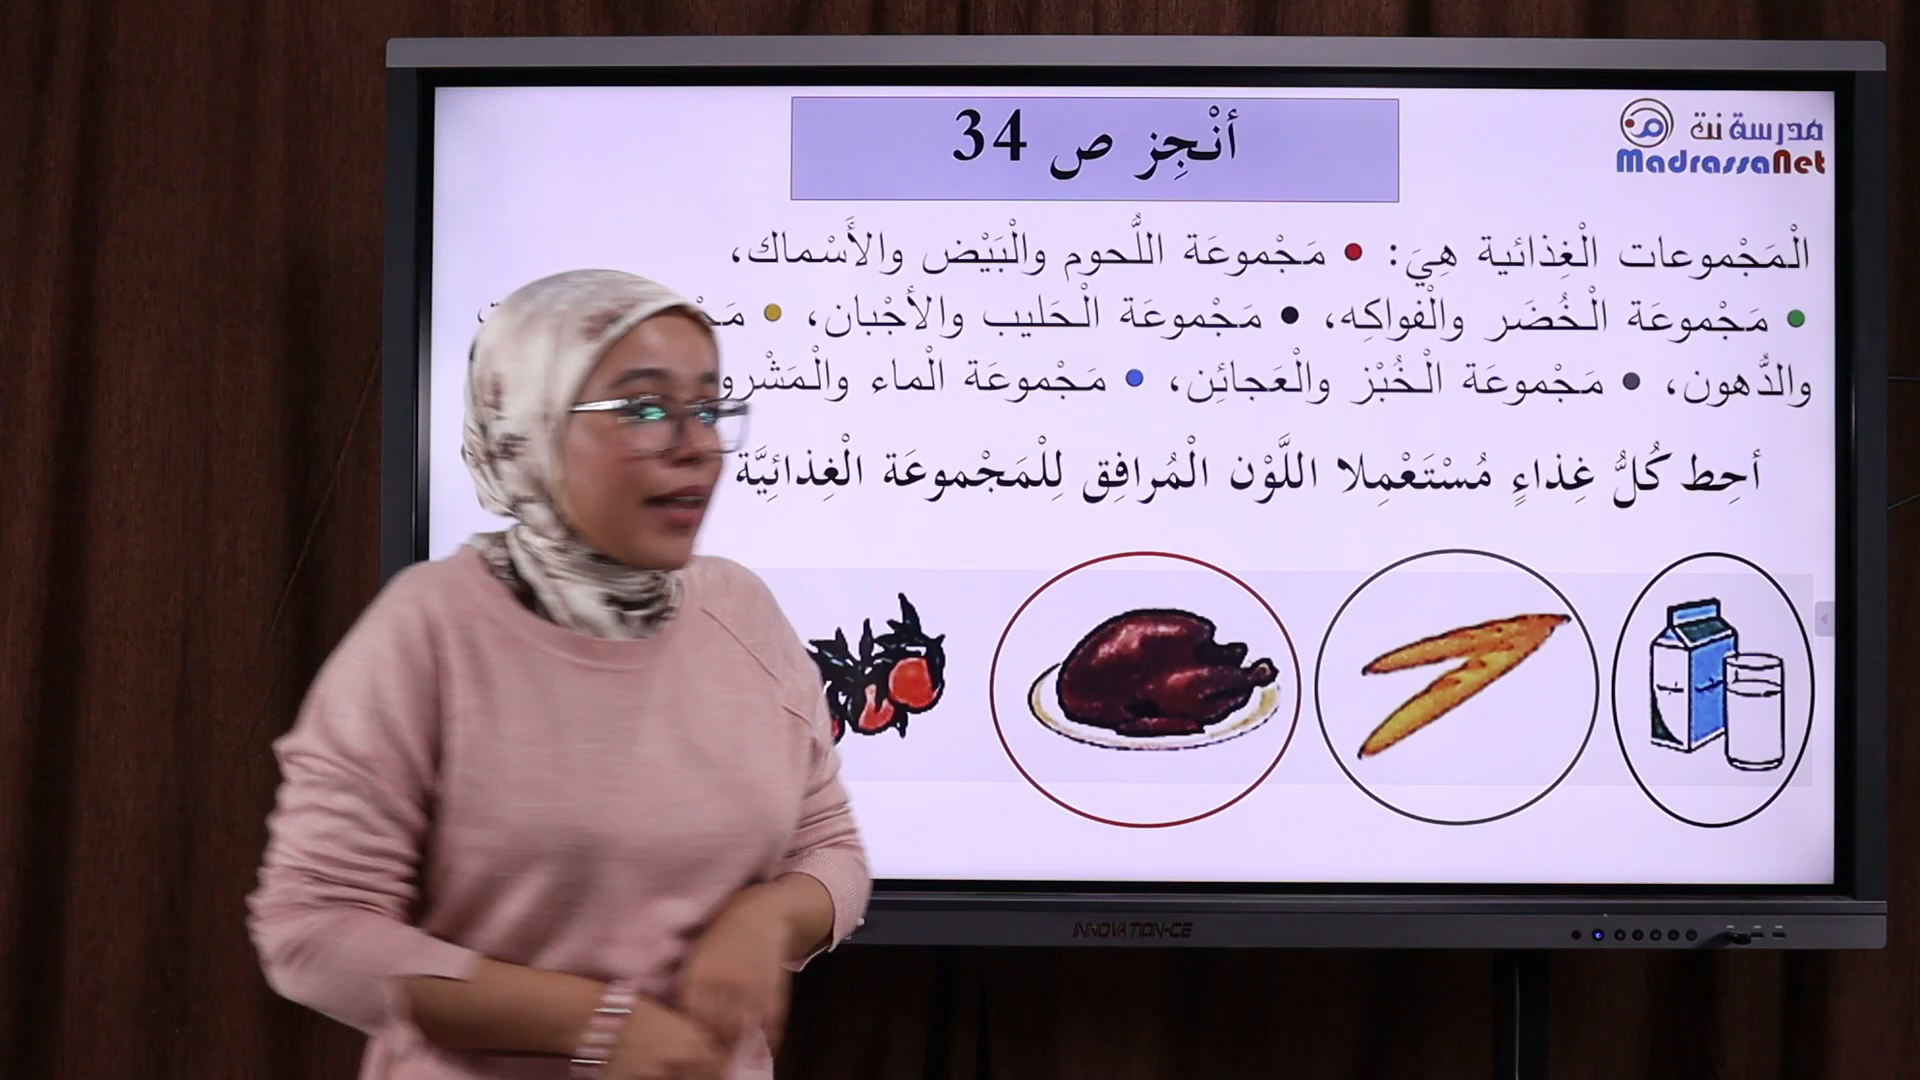 أنْجِز ص 34
مدرسة نت
MadrassaNet
الْمَجْموعات الْغِذائية هِيَ: • مَجْموعَة اللُّحوم والْبَيْض والأَسْماك،
• مَجْموعَة الْخُضَر والْفواكِه، • مَجْموعَة الْحَليب والأجْبان، •
والدُّهون، • مَجْموعَة الْخُبْز والْعَجائِن، • مَجْموعَة الْماء
أحِط كُلُّ غِذاءٍ مُسْتَعْمِلا اللَّوْن الْمُرافِق لِلْمَجْموعَة الْغِذائِيَّة
INNOVATION-CE